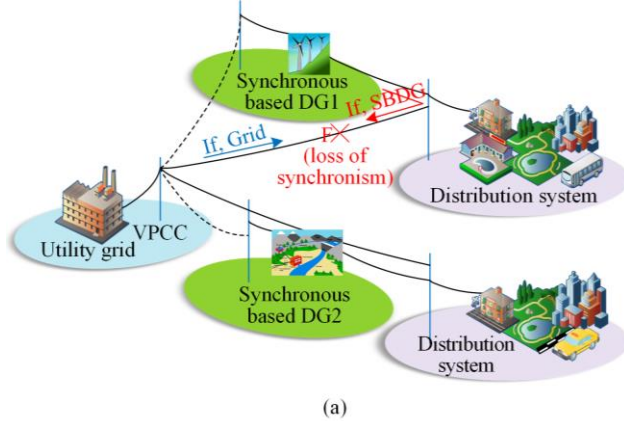 Synchronous
based DG1
If, SBDG
If, Grid
F
(loss of
synchronism)
Distribution system
VPCC
Utility grid
Synchronous
based DG2
Distribution
system
(a)